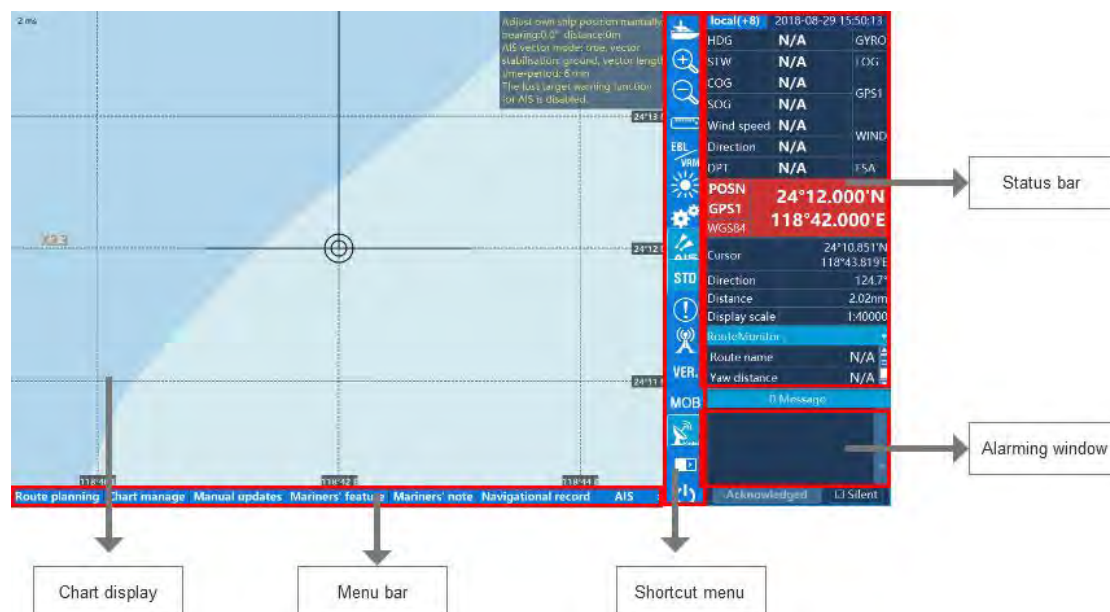 2 ms
Adjust own ship position manually
bearing:0.0° distance:0m
AIS vector mode: true, vector
stabilisation: ground, vector length
time-period: 6 min
The lost target warning function
for AIS is disabled.
24°13
24°12
24°11
118°42
118°44
EBL
VRM
AIS
STD
VER.
MOB
local(+8) 2018-08-29 15:50:13
HDG N/A GYRO
STW N/A LOG
COG N/A
GPS1
SOG N/A
Wind speed N/A
WIND
Direction N/A
DPT N/A ESA
POSN 24°12.000'N
GPS1 118°42.000'E
WGS84
Cursor 24°10.851'N
118°43.819'E
Direction 124.7°
Distance 2.02nm
Display scale 1:40000
RouteMonitor
Route name N/A
Yaw distance N/A
0 Message
Acknowledged Silent
Route planning Chart manage Manual updates Mariners' feature Mariners' note Navigational record AIS
Status bar
Alarming window
Chart display
Menu bar
Shortcut menu